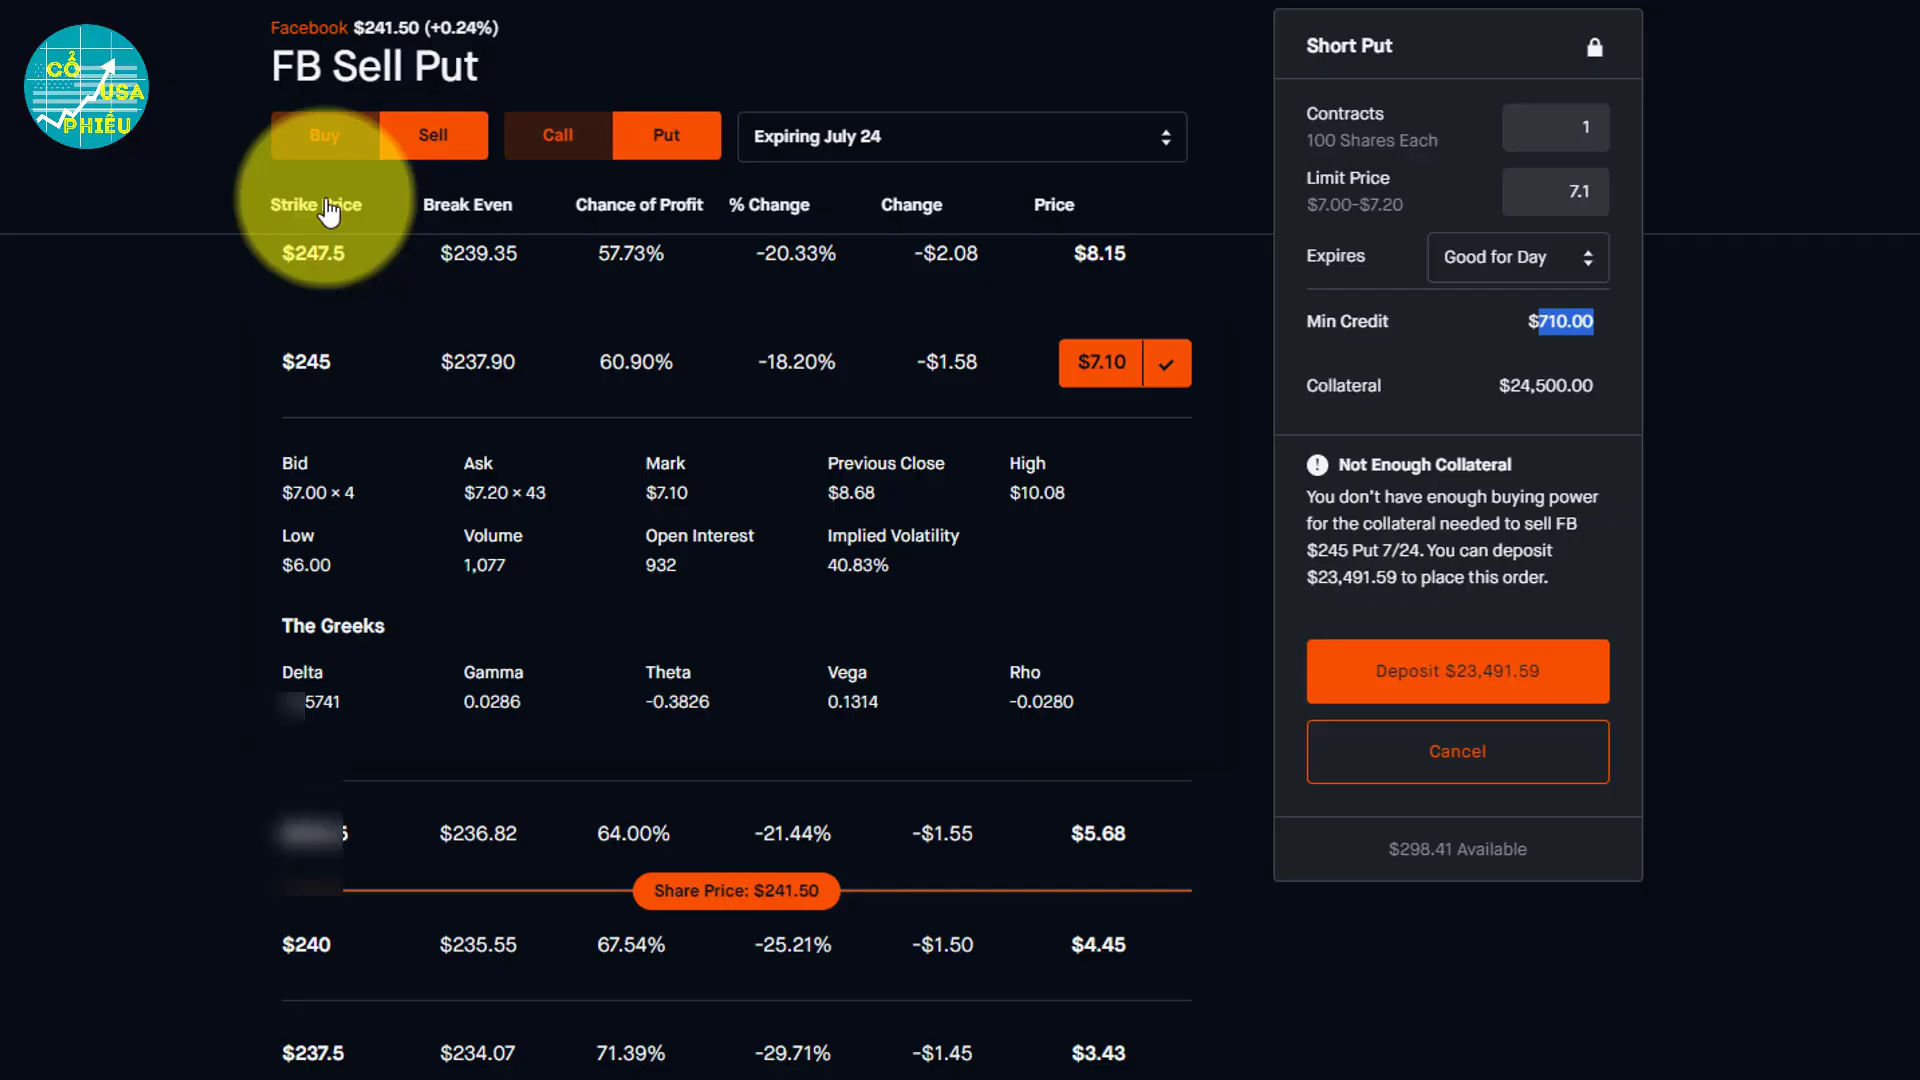 CỔ
USA
PHIẾU
Facebook $241.50 (+0.24%)
FB Sell Put
Buy Sell Call Put Expiring July 24
Strike Price Break Even Chance of Profit % Change Change Price
$247.5 $239.35 57.73% -20.33% -$2.08 $8.15
$245 $237.90 60.90% -18.20% -$1.58 $7.10
Bid Ask Mark Previous Close High
$7.00 × 4 $7.20 × 43 $7.10 $8.68 $10.08
Low Volume Open Interest Implied Volatility
$6.00 1,077 932 40.83%
The Greeks
Delta Gamma Theta Vega Rho
5741 0.0286 -0.3826 0.1314 -0.0280
$236.82 64.00% -21.44% -$1.55 $5.68
Share Price: $241.50
$240 $235.55 67.54% -25.21% -$1.50 $4.45
$237.5 $234.07 71.39% -29.71% -$1.45 $3.43
Short Put
Contracts 1
100 Shares Each
Limit Price 7.1
$7.00-$7.20
Expires Good for Day
Min Credit $710.00
Collateral $24,500.00
Not Enough Collateral
You don't have enough buying power
for the collateral needed to sell FB
$245 Put 7/24. You can deposit
$23,491.59 to place this order.
Deposit $23,491.59
Cancel
$298.41 Available